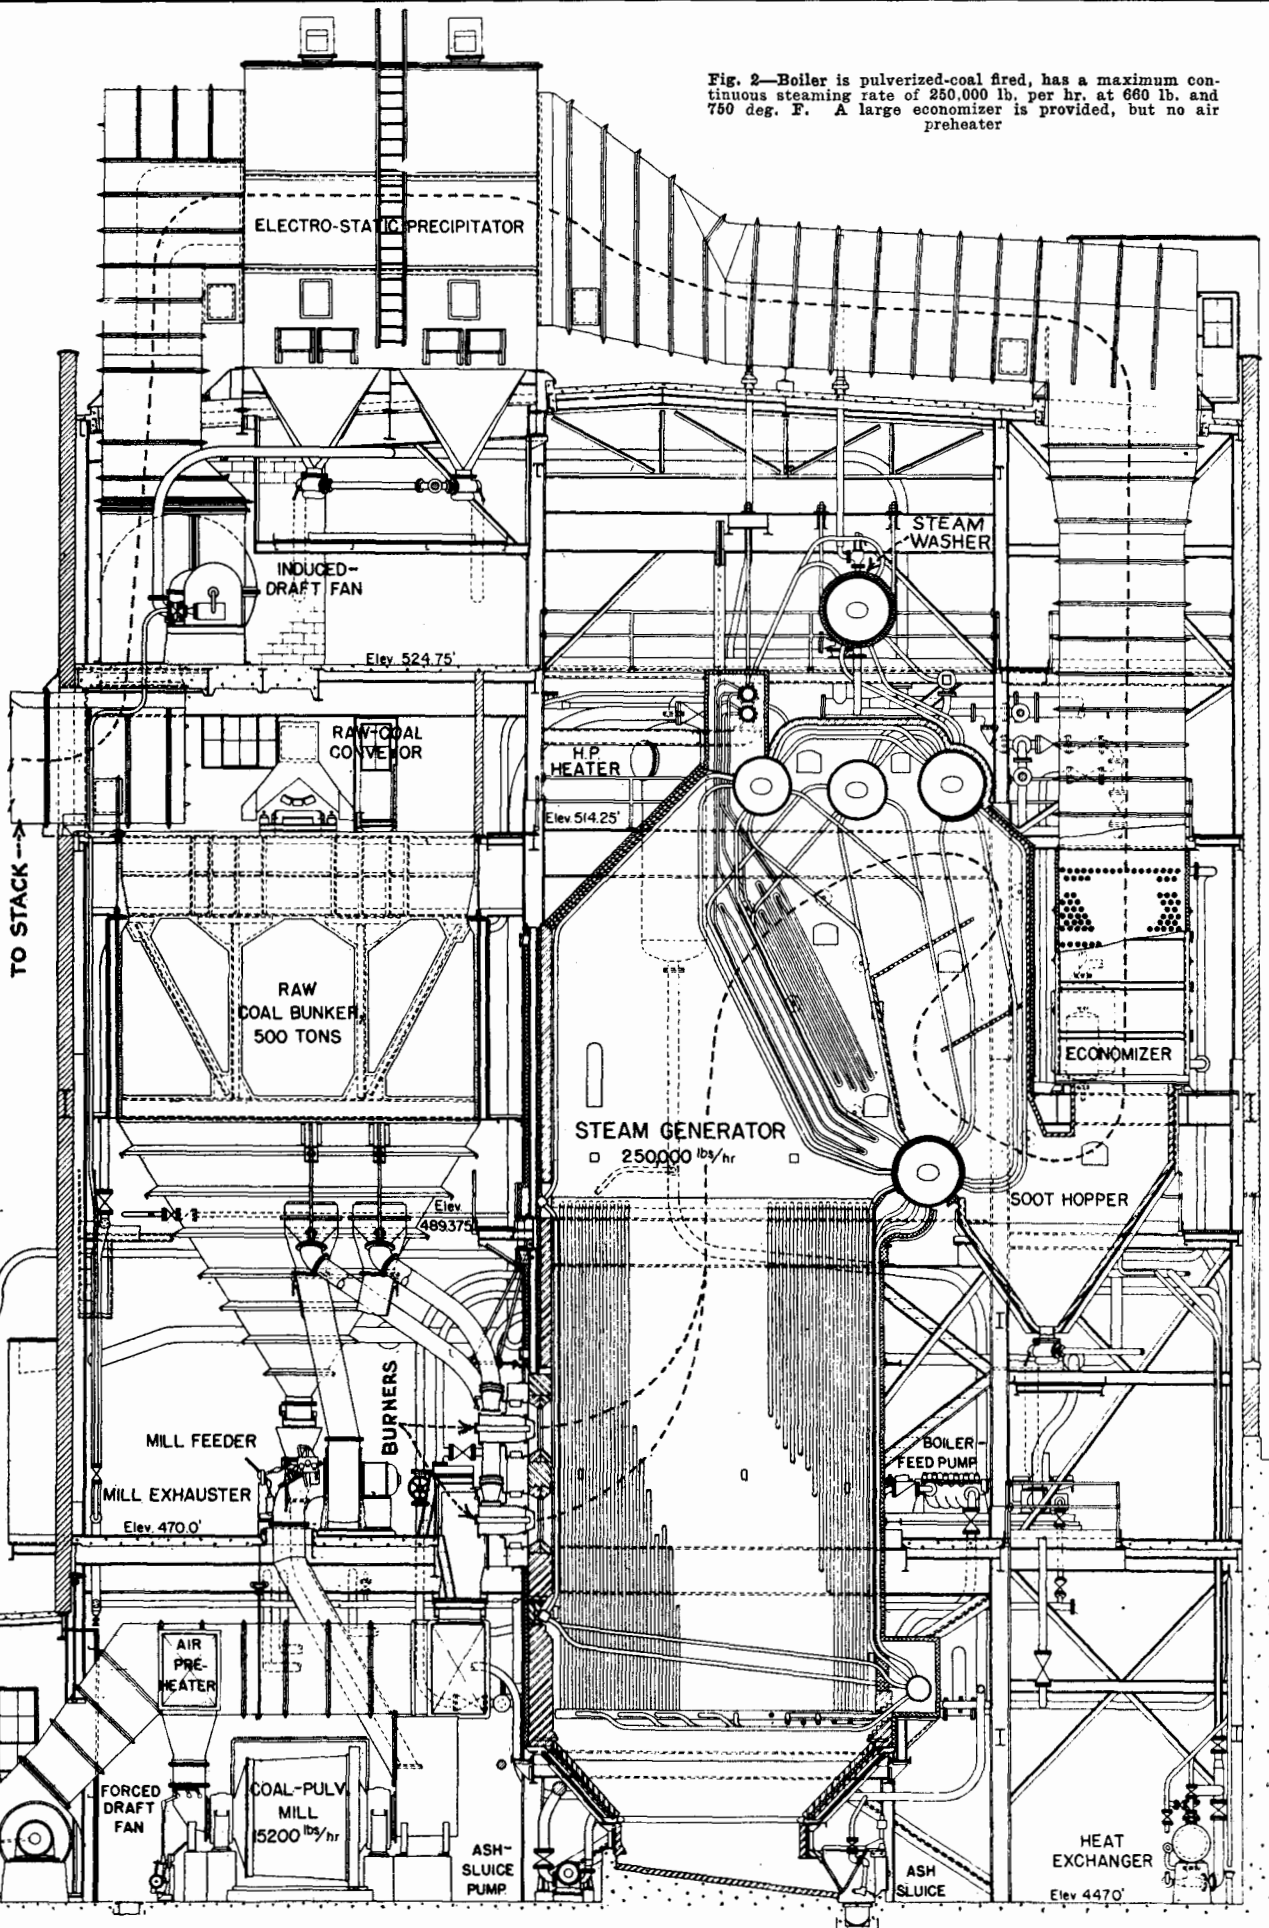 Fig. 2—Boiler is pulverized-coal fired, has a maximum con-
tinuous steaming rate of 250,000 lb. per hr. at 660 lb. and
750 deg. F. A large economizer is provided, but no air
preheater
ELECTRO-STATIC PRECIPITATOR
STEAM
WASHER
INDUCED-
DRAFT FAN
Elev. 524.75'
RAW-COAL
CONVEYOR
H.P.
HEATER
Elev. 514.25'
TO STACK
RAW
COAL BUNKER
500 TONS
ECONOMIZER
STEAM GENERATOR
250,000 lbs/hr
SOOT HOPPER
Elev.
489.375'
BURNERS
MILL FEEDER
BOILER-
FEED PUMP
MILL EXHAUSTER
Elev. 470.0'
AIR
PRE-
HEATER
FORCED
DRAFT
FAN
COAL-PULV.
MILL
15200 lbs/hr
ASH-
SLUICE
PUMP
ASH
SLUICE
HEAT
EXCHANGER
Elev 447.0'